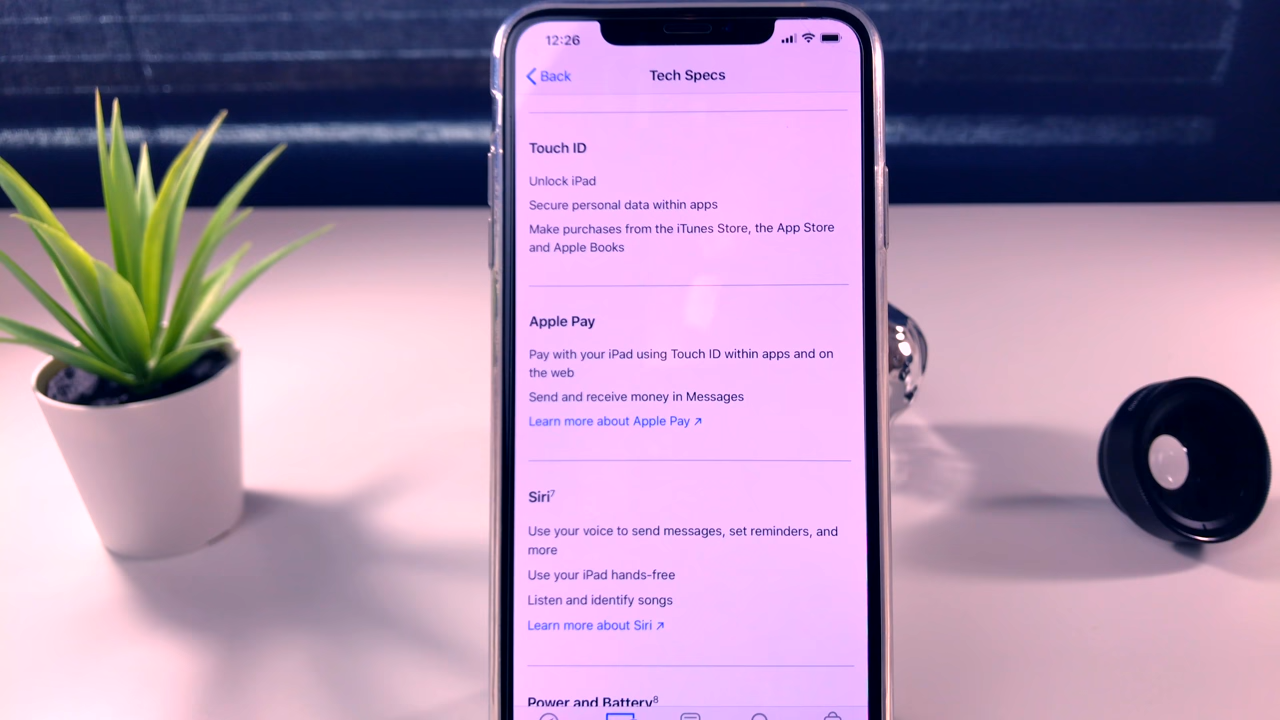 12:26
Back
Tech Specs
Touch ID
Unlock iPad
Secure personal data within apps
Make purchases from the iTunes Store, the App Store
and Apple Books
Apple Pay
Pay with your iPad using Touch ID within apps and on
the web
Send and receive money in Messages
Learn more about Apple Pay ↗
Siri⁷
Use your voice to send messages, set reminders, and
more
Use your iPad hands-free
Listen and identify songs
Learn more about Siri ↗
Power and Battery⁸